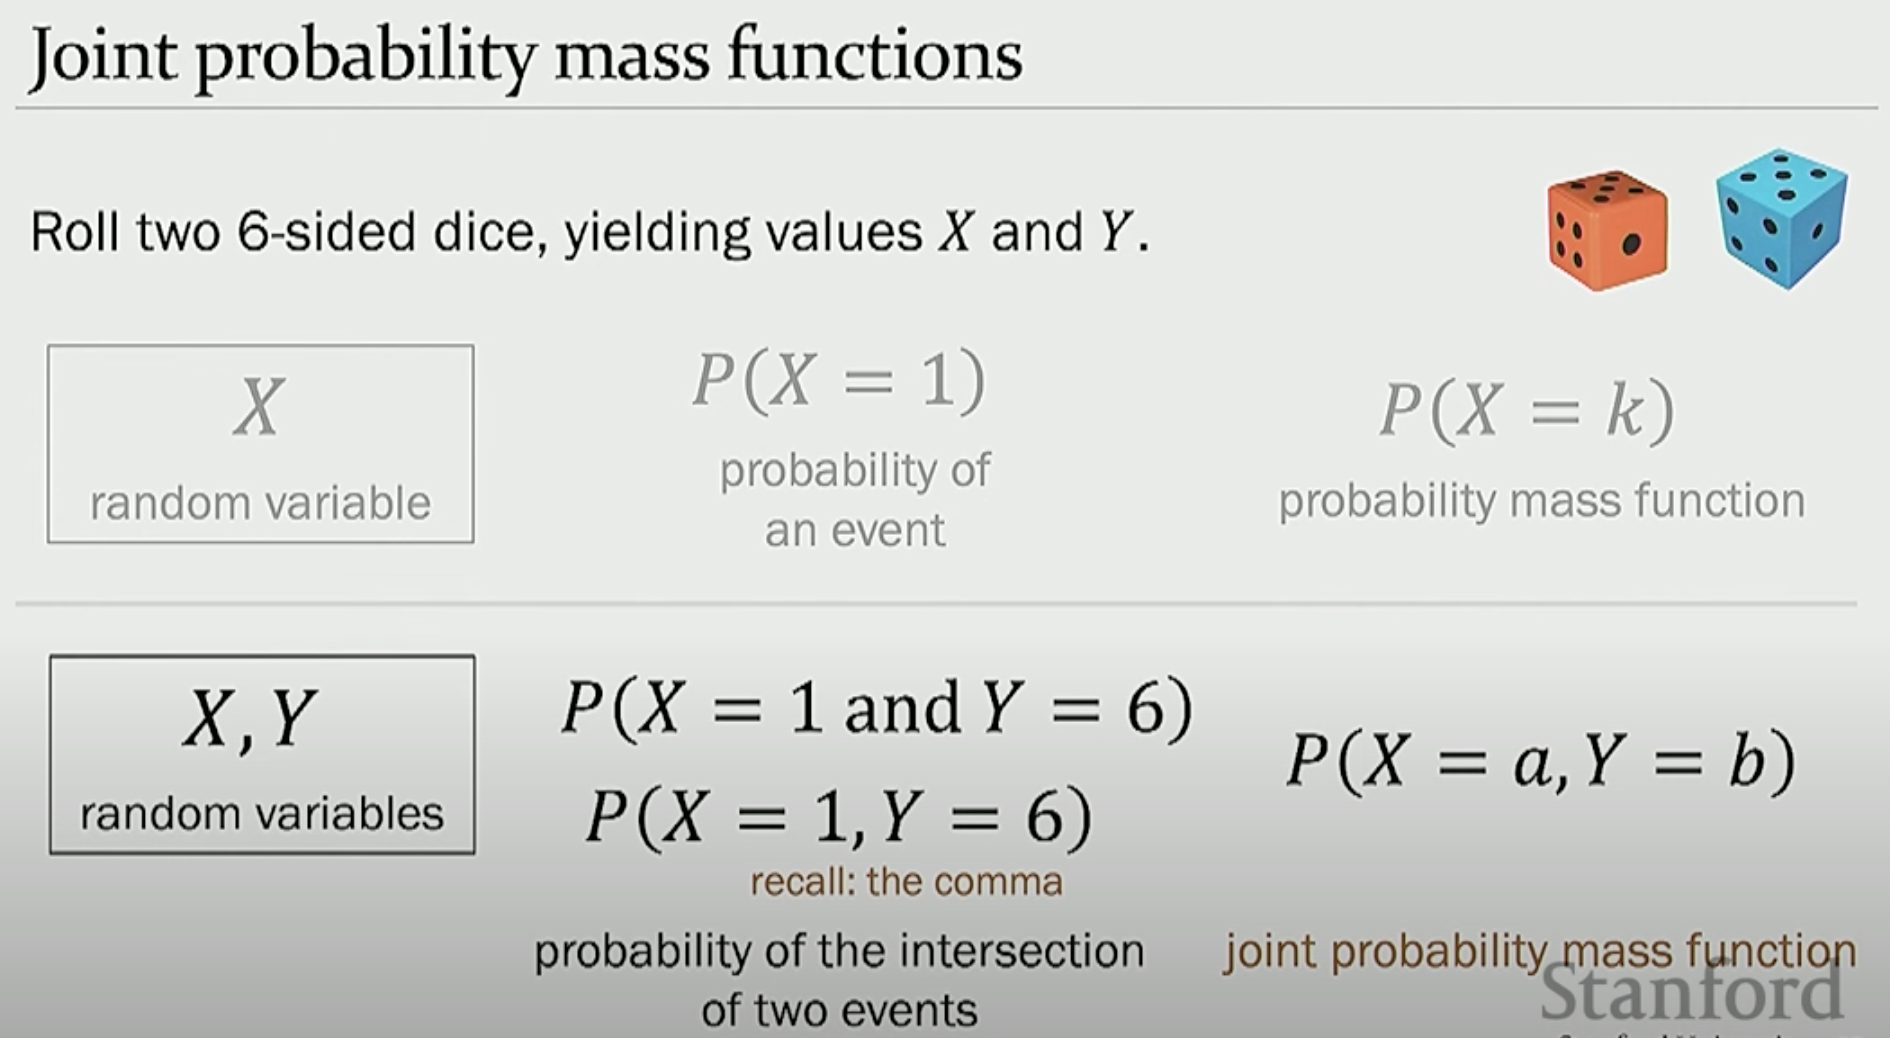 Joint probability mass functions
Roll two 6-sided dice, yielding values X and Y.
X
random variable
P(X = 1)
probability of
an event
P(X = k)
probability mass function
X, Y
random variables
P(X = 1 and Y = 6)
P(X = 1, Y = 6)
recall: the comma
probability of the intersection
of two events
P(X = a, Y = b)
joint probability mass function
Stanford